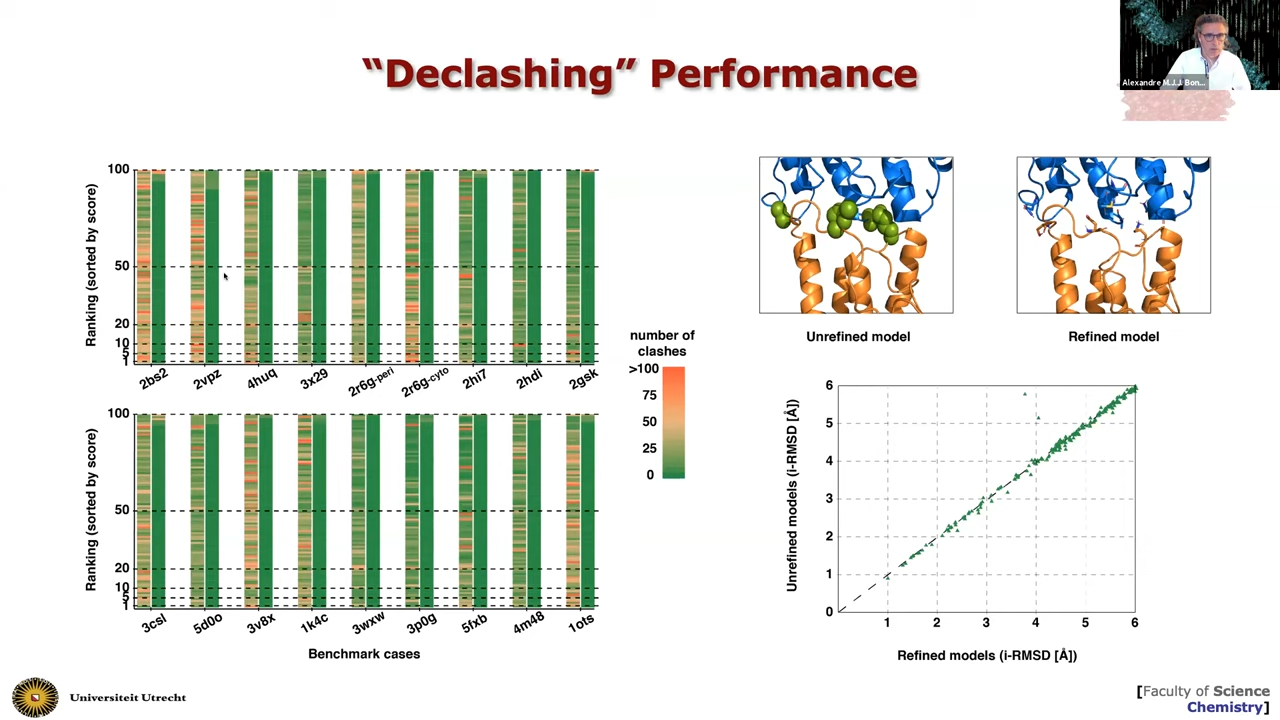 “Declashing” Performance
Alexandre M.J.J. Bon...
Ranking (sorted by score)
100
50
20
10
5
1
2bs2
2vpz
4huq
3x29
2r6g-peri
2r6g-cyto
2hi7
2hdi
2gsk
Ranking (sorted by score)
100
50
20
10
5
1
3csl
5d0o
3v8x
1k4c
3wxw
3p0g
5fxb
4m48
1ots
Benchmark cases
number of
clashes
>100
75
50
25
0
Unrefined model
Refined model
Unrefined models (i-RMSD [Å])
6
5
4
3
2
1
0
1 2 3 4 5 6
Refined models (i-RMSD [Å])
Universiteit Utrecht
[Faculty of Science
Chemistry]